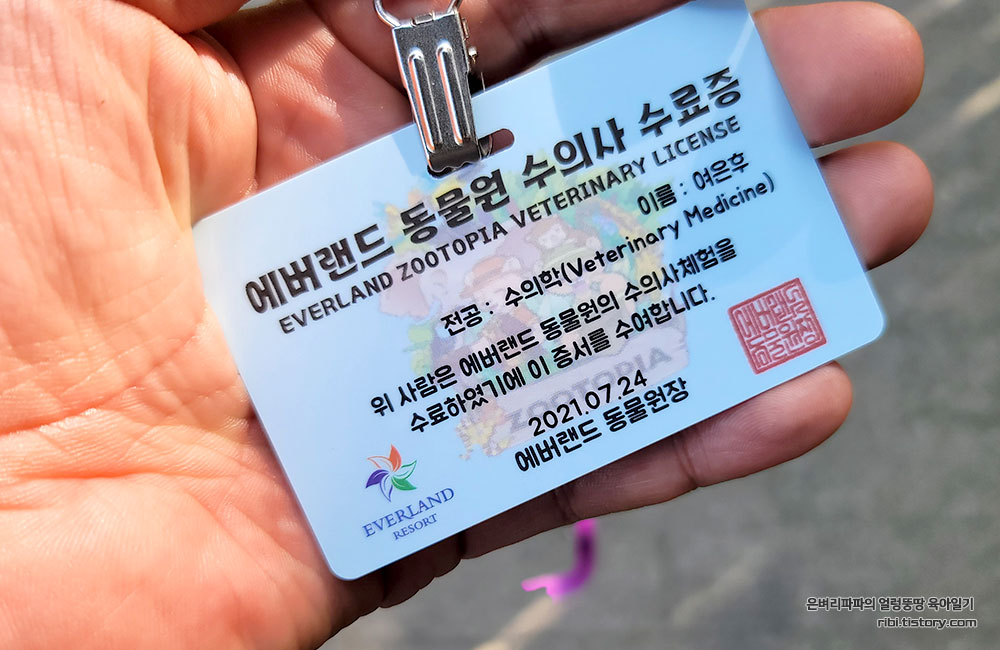 에버랜드 동물원 수의사 수료증
EVERLAND ZOOTOPIA VETERINARY LICENSE
이름 : 여은후
전공 : 수의학(Veterinary Medicine)
위 사람은 에버랜드 동물원의 수의사체험을
수료하였기에 이 증서를 수여합니다.
2021.07.24
에버랜드 동물원장
에버랜드
동물원장
ZOOTOPIA
EVERLAND
RESORT
은벼리파파의 얼렁뚱땅 육아일기
ribi.tistory.com